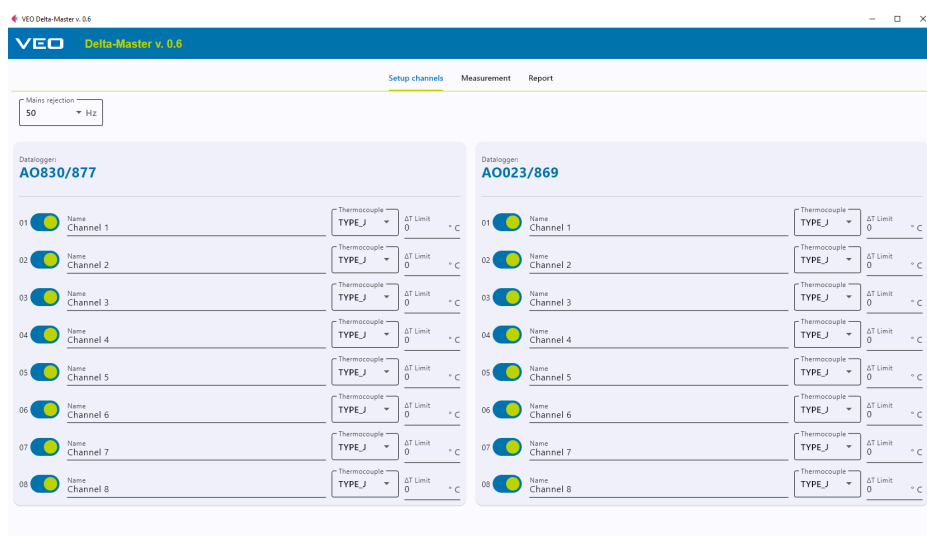 VEO Delta-Master v. 0.6
VEO Delta-Master v. 0.6
Setup channels Measurement Report
Mains rejection
50 Hz
Datalogger:
AO830/877
01 Name Channel 1 Thermocouple TYPE_J ΔT Limit 0 ° C
02 Name Channel 2 Thermocouple TYPE_J ΔT Limit 0 ° C
03 Name Channel 3 Thermocouple TYPE_J ΔT Limit 0 ° C
04 Name Channel 4 Thermocouple TYPE_J ΔT Limit 0 ° C
05 Name Channel 5 Thermocouple TYPE_J ΔT Limit 0 ° C
06 Name Channel 6 Thermocouple TYPE_J ΔT Limit 0 ° C
07 Name Channel 7 Thermocouple TYPE_J ΔT Limit 0 ° C
08 Name Channel 8 Thermocouple TYPE_J ΔT Limit 0 ° C
Datalogger:
AO023/869
01 Name Channel 1 Thermocouple TYPE_J ΔT Limit 0 ° C
02 Name Channel 2 Thermocouple TYPE_J ΔT Limit 0 ° C
03 Name Channel 3 Thermocouple TYPE_J ΔT Limit 0 ° C
04 Name Channel 4 Thermocouple TYPE_J ΔT Limit 0 ° C
05 Name Channel 5 Thermocouple TYPE_J ΔT Limit 0 ° C
06 Name Channel 6 Thermocouple TYPE_J ΔT Limit 0 ° C
07 Name Channel 7 Thermocouple TYPE_J ΔT Limit 0 ° C
08 Name Channel 8 Thermocouple TYPE_J ΔT Limit 0 ° C